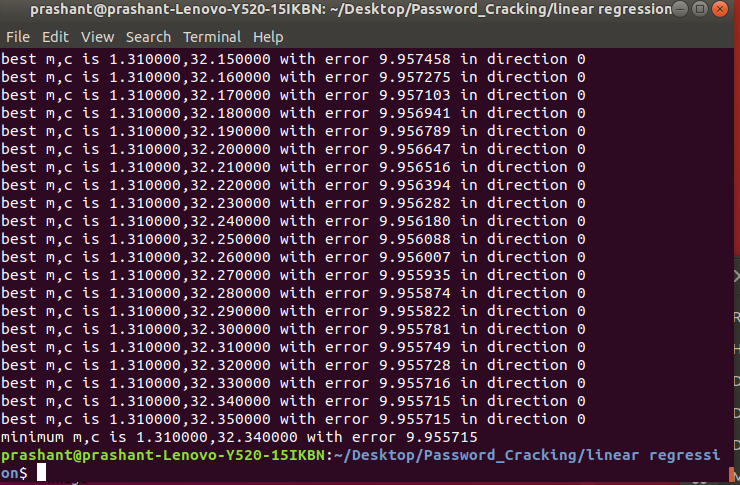 prashant@prashant-Lenovo-Y520-15IKBN: ~/Desktop/Password_Cracking/linear regression
File Edit View Search Terminal Help
best m,c is 1.310000,32.150000 with error 9.957458 in direction 0
best m,c is 1.310000,32.160000 with error 9.957275 in direction 0
best m,c is 1.310000,32.170000 with error 9.957103 in direction 0
best m,c is 1.310000,32.180000 with error 9.956941 in direction 0
best m,c is 1.310000,32.190000 with error 9.956789 in direction 0
best m,c is 1.310000,32.200000 with error 9.956647 in direction 0
best m,c is 1.310000,32.210000 with error 9.956516 in direction 0
best m,c is 1.310000,32.220000 with error 9.956394 in direction 0
best m,c is 1.310000,32.230000 with error 9.956282 in direction 0
best m,c is 1.310000,32.240000 with error 9.956180 in direction 0
best m,c is 1.310000,32.250000 with error 9.956088 in direction 0
best m,c is 1.310000,32.260000 with error 9.956007 in direction 0
best m,c is 1.310000,32.270000 with error 9.955935 in direction 0
best m,c is 1.310000,32.280000 with error 9.955874 in direction 0
best m,c is 1.310000,32.290000 with error 9.955822 in direction 0
best m,c is 1.310000,32.300000 with error 9.955781 in direction 0
best m,c is 1.310000,32.310000 with error 9.955749 in direction 0
best m,c is 1.310000,32.320000 with error 9.955728 in direction 0
best m,c is 1.310000,32.330000 with error 9.955716 in direction 0
best m,c is 1.310000,32.340000 with error 9.955715 in direction 0
best m,c is 1.310000,32.350000 with error 9.955715 in direction 0
minimum m,c is 1.310000,32.340000 with error 9.955715
prashant@prashant-Lenovo-Y520-15IKBN:~/Desktop/Password_Cracking/linear regressi
on$